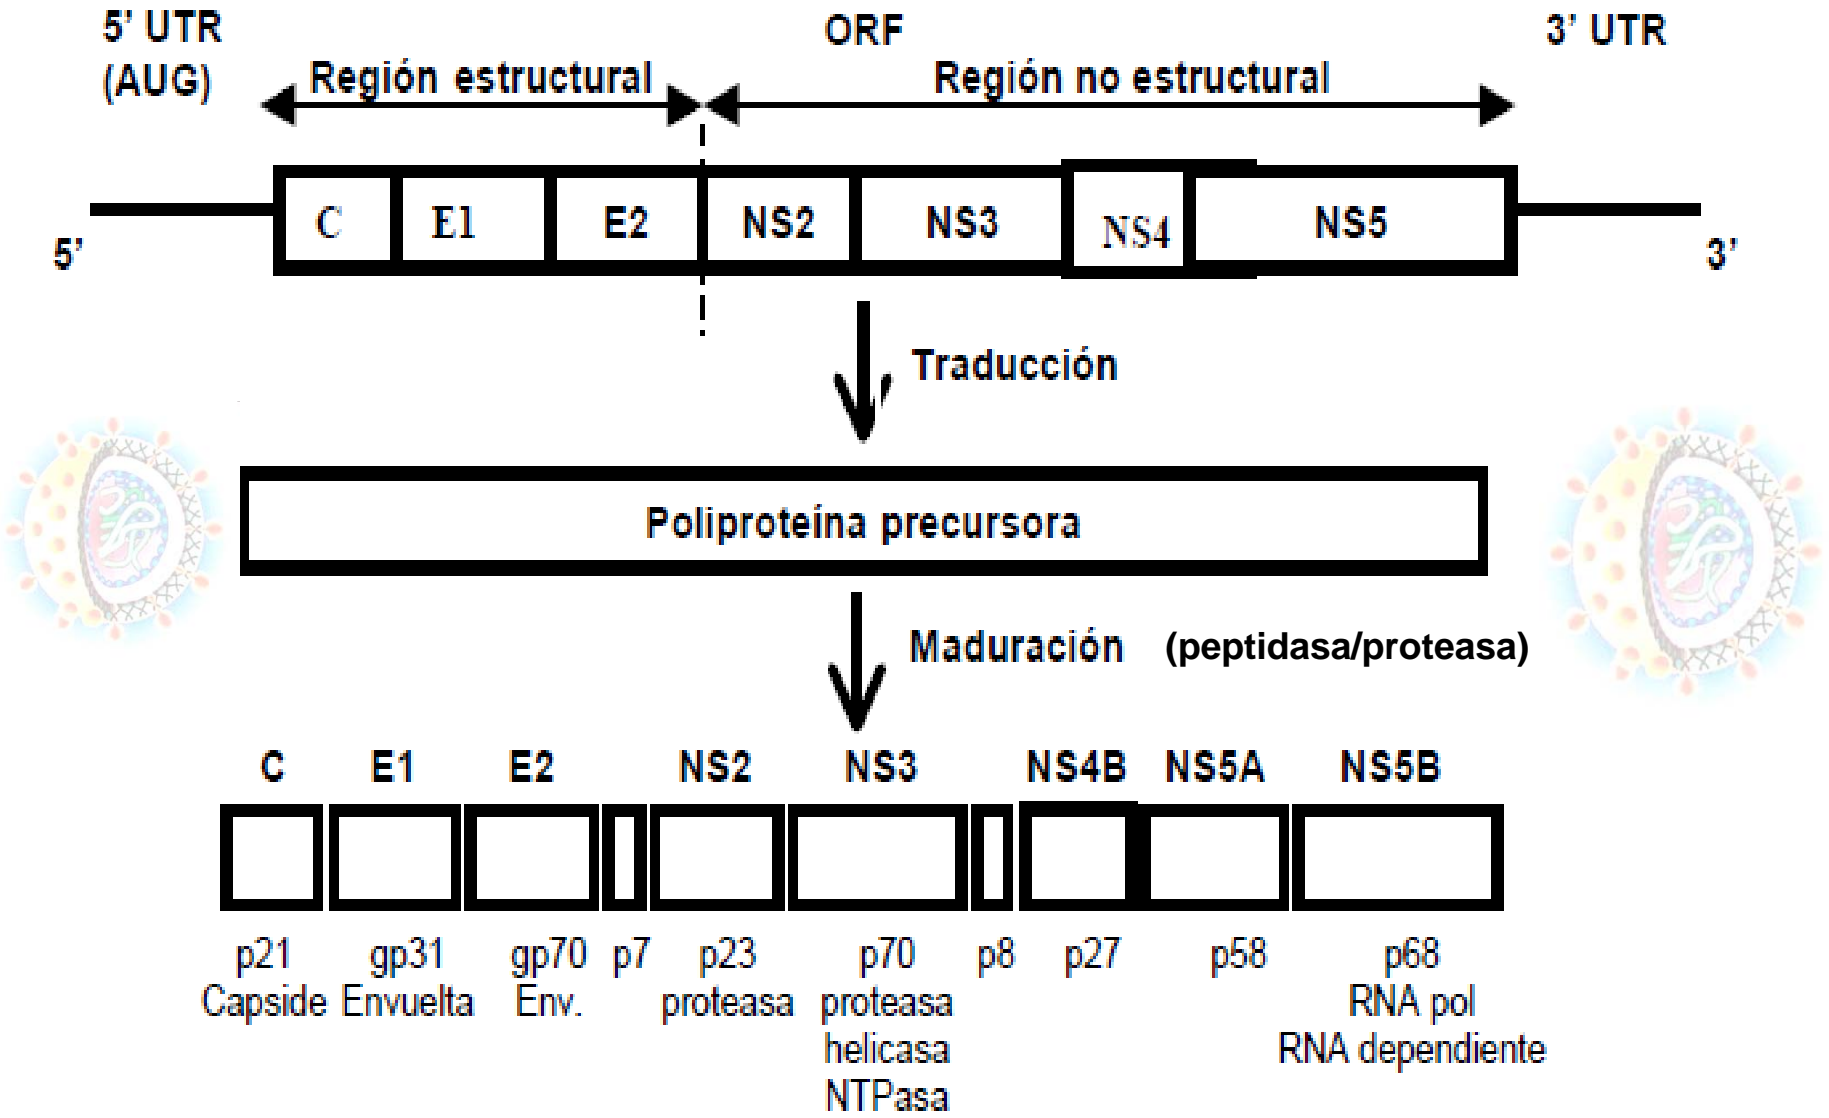 5' UTR
(AUG)
ORF
3' UTR
Región estructural
Región no estructural
C
E1
E2
NS2
NS3
NS4
NS5
5'
3'
Traducción
Poliproteína precursora
Maduración (peptidasa/proteasa)
C E1 E2 NS2 NS3 NS4B NS5A NS5B
p21 gp31 gp70 p7 p23 p70 p8 p27 p58 p68
Capside Envuelta Env. proteasa proteasa RNA pol
helicasa RNA dependiente
NTPasa